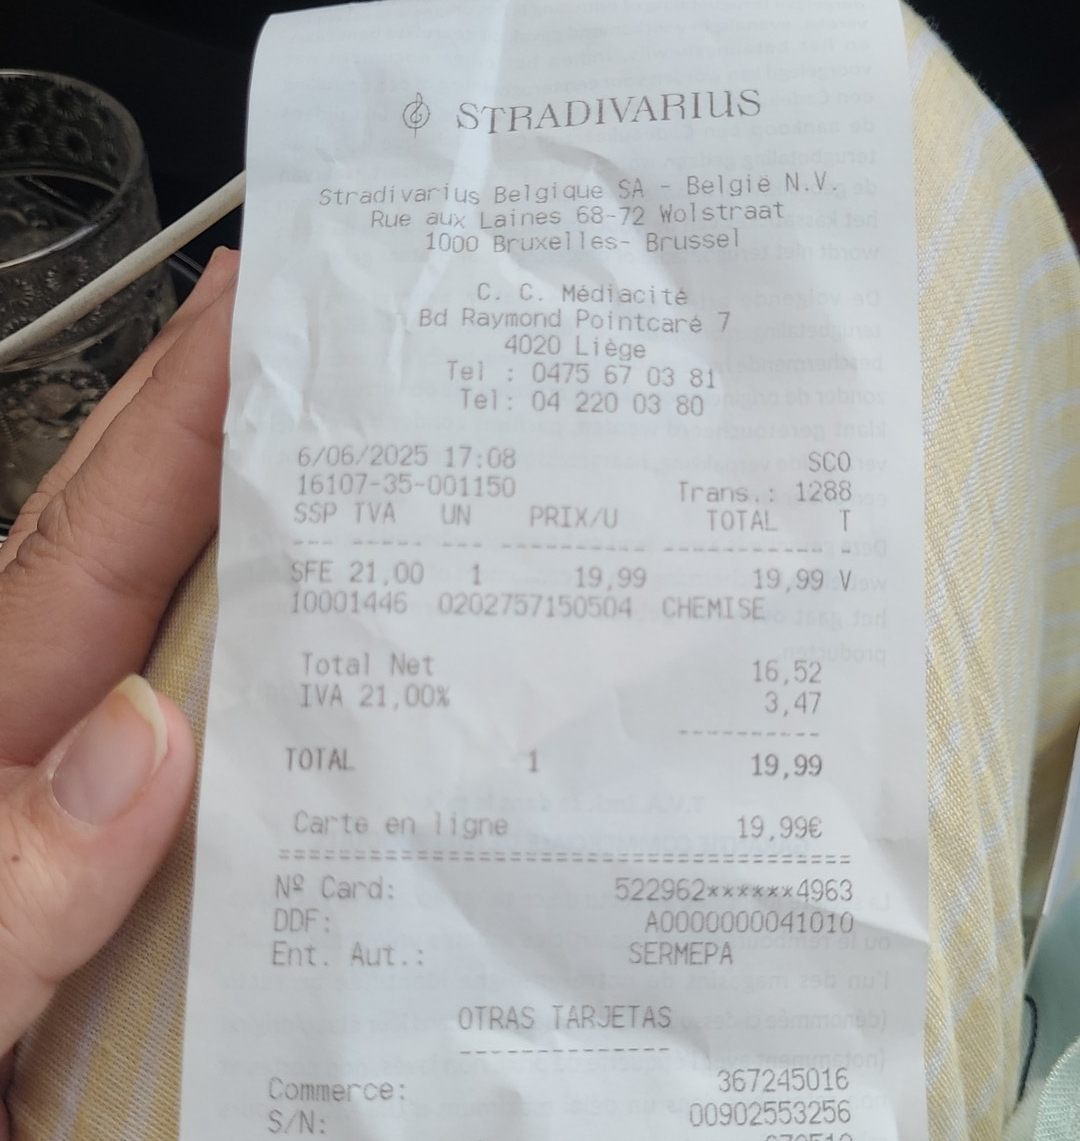 STRADIVARIUS
Stradivarius Belgique SA - België N.V.
Rue aux Laines 68-72 Wolstraat
1000 Bruxelles- Brussel
C. C. Médiacité
Bd Raymond Pointcaré 7
4020 Liège
Tel : 0475 67 03 81
Tel: 04 220 03 80
6/06/2025 17:08 SCO
16107-35-001150 Trans.: 1288
SSP TVA UN PRIX/U TOTAL T
--- ----- -- ---------- ----------- --
SFE 21,00 1 19,99 19,99 V
10001446 0202757150504 CHEMISE
Total Net 16,52
IVA 21,00% 3,47
----------
TOTAL 1 19,99
Carte en ligne 19,99€
======================================
Nº Card: 522962******4963
DDF: A0000000041010
Ent. Aut.: SERMEPA
OTRAS TARJETAS
--------------
Commerce: 367245016
S/N: 00902553256